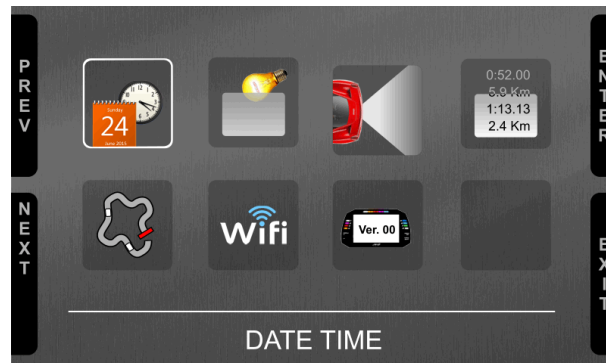 PREV
NEXT
Sunday
24
June 2013
0:52.00
5.9 Km
1:13.13
2.4 Km
Wifi
Ver. 00
ENTER
EXIT
DATE TIME